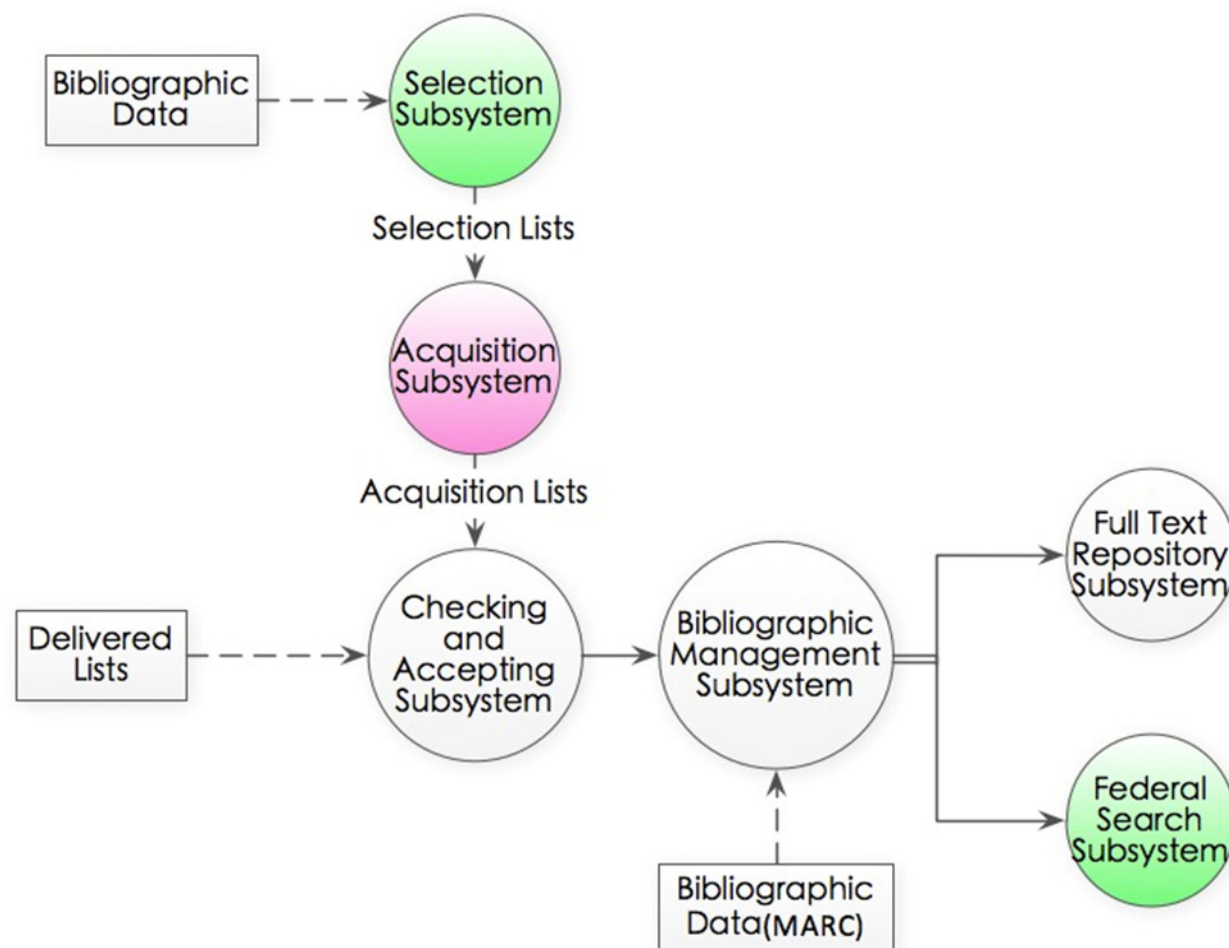 Bibliographic
Data
Selection
Subsystem
Selection Lists
Acquisition
Subsystem
Acquisition Lists
Delivered
Lists
Checking
and
Accepting
Subsystem
Bibliographic
Management
Subsystem
Full Text
Repository
Subsystem
Federal
Search
Subsystem
Bibliographic
Data(MARC)